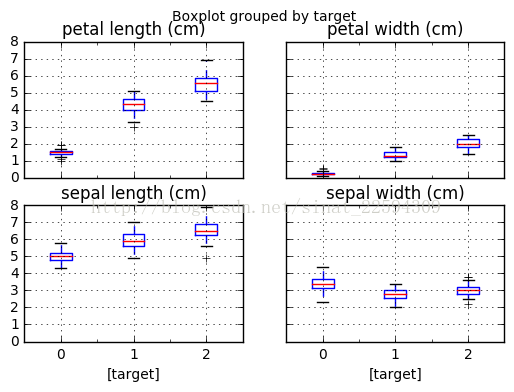 Boxplot grouped by target
petal length (cm)
petal width (cm)
8
7
6
5
4
3
2
1
0
sepal length (cm)
sepal width (cm)
8
7
6
5
4
3
2
1
0
0 1 2
0 1 2
[target]
[target]